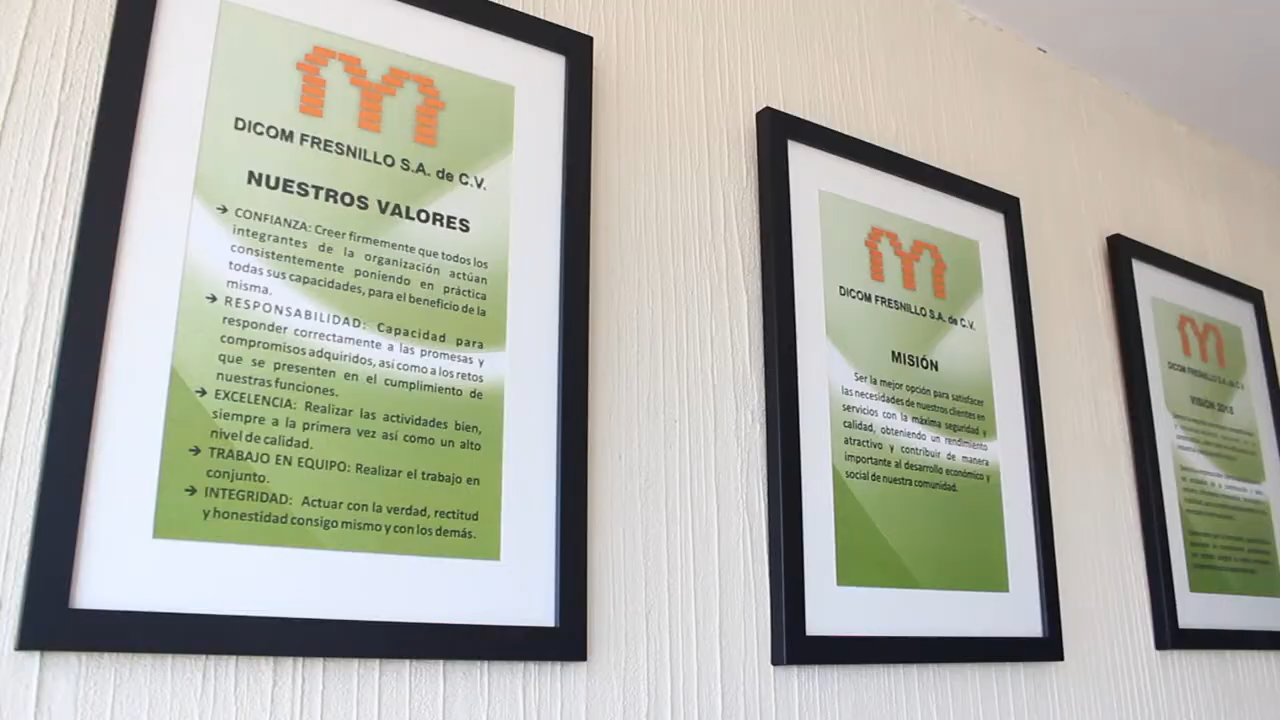 DICOM FRESNILLO S.A. de C.V.
NUESTROS VALORES
➔ CONFIANZA: Creer firmemente que todos los
integrantes de la organización actúan
consistentemente poniendo en práctica
todas sus capacidades, para el beneficio de la
misma.
➔ RESPONSABILIDAD: Capacidad para
responder correctamente a las promesas y
compromisos adquiridos, así como a los retos
que se presenten en el cumplimiento de
nuestras funciones.
➔ EXCELENCIA: Realizar las actividades bien,
siempre a la primera vez así como un alto
nivel de calidad.
➔ TRABAJO EN EQUIPO: Realizar el trabajo en
conjunto.
➔ INTEGRIDAD: Actuar con la verdad, rectitud
y honestidad consigo mismo y con los demás.
DICOM FRESNILLO S.A. de C.V.
MISIÓN
Ser la mejor opción para satisfacer
las necesidades de nuestros clientes en
servicios con la máxima seguridad y
calidad, obteniendo un rendimiento
atractivo y contribuir de manera
importante al desarrollo económico y
social de nuestra comunidad.
DICOM FRESNILLO S.A. de C.V.
VISION